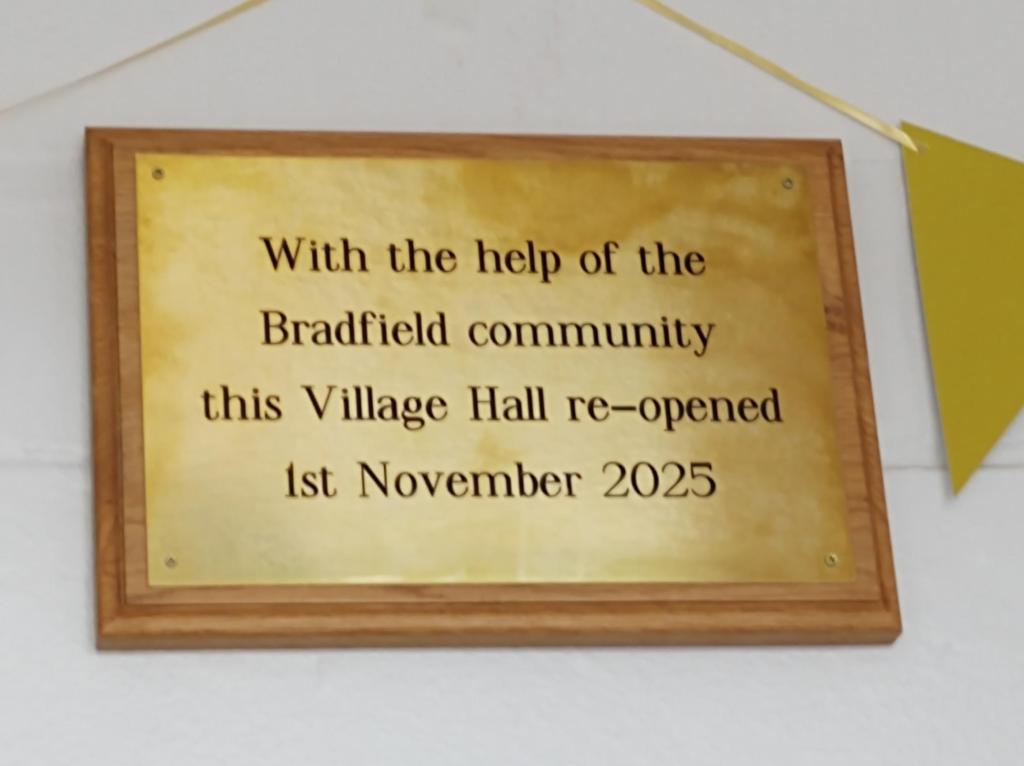 With the help of the
Bradfield community
this Village Hall re-opened
1st November 2025